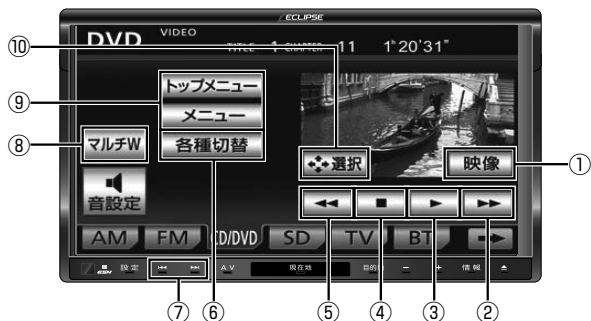 ECLIPSE
DVD VIDEO
TITLE 1 CHAPTER 11 1h20'31"
⑩
⑨
トップメニュー
メニュー
⑧
マルチW
各種切替
選択
映像
①
音設定
AM FM CD/DVD SD TV BT
ESN 設定 AV 現在地 目的地 － ＋ 情報
⑦ ⑥ ⑤ ④ ③ ②